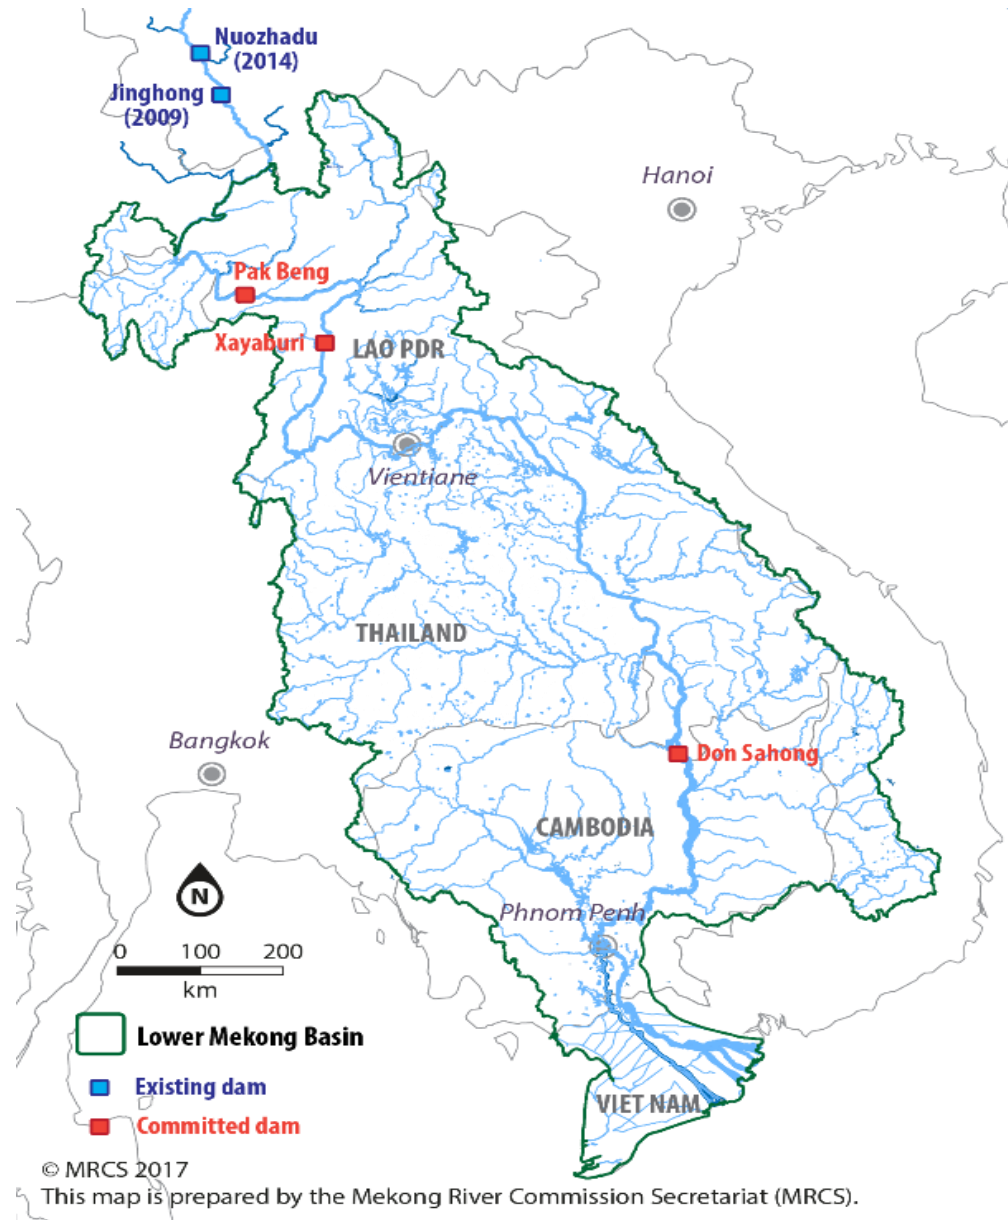 Nuozhadu
(2014)
Jinghong
(2009)
Hanoi
Pak Beng
Xayaburi
LAO PDR
Vientiane
THAILAND
Bangkok
Don Sahong
CAMBODIA
N
Phnom Penh
0 100 200
km
Lower Mekong Basin
Existing dam
VIET NAM
Committed dam
© MRCS 2017
This map is prepared by the Mekong River Commission Secretariat (MRCS).